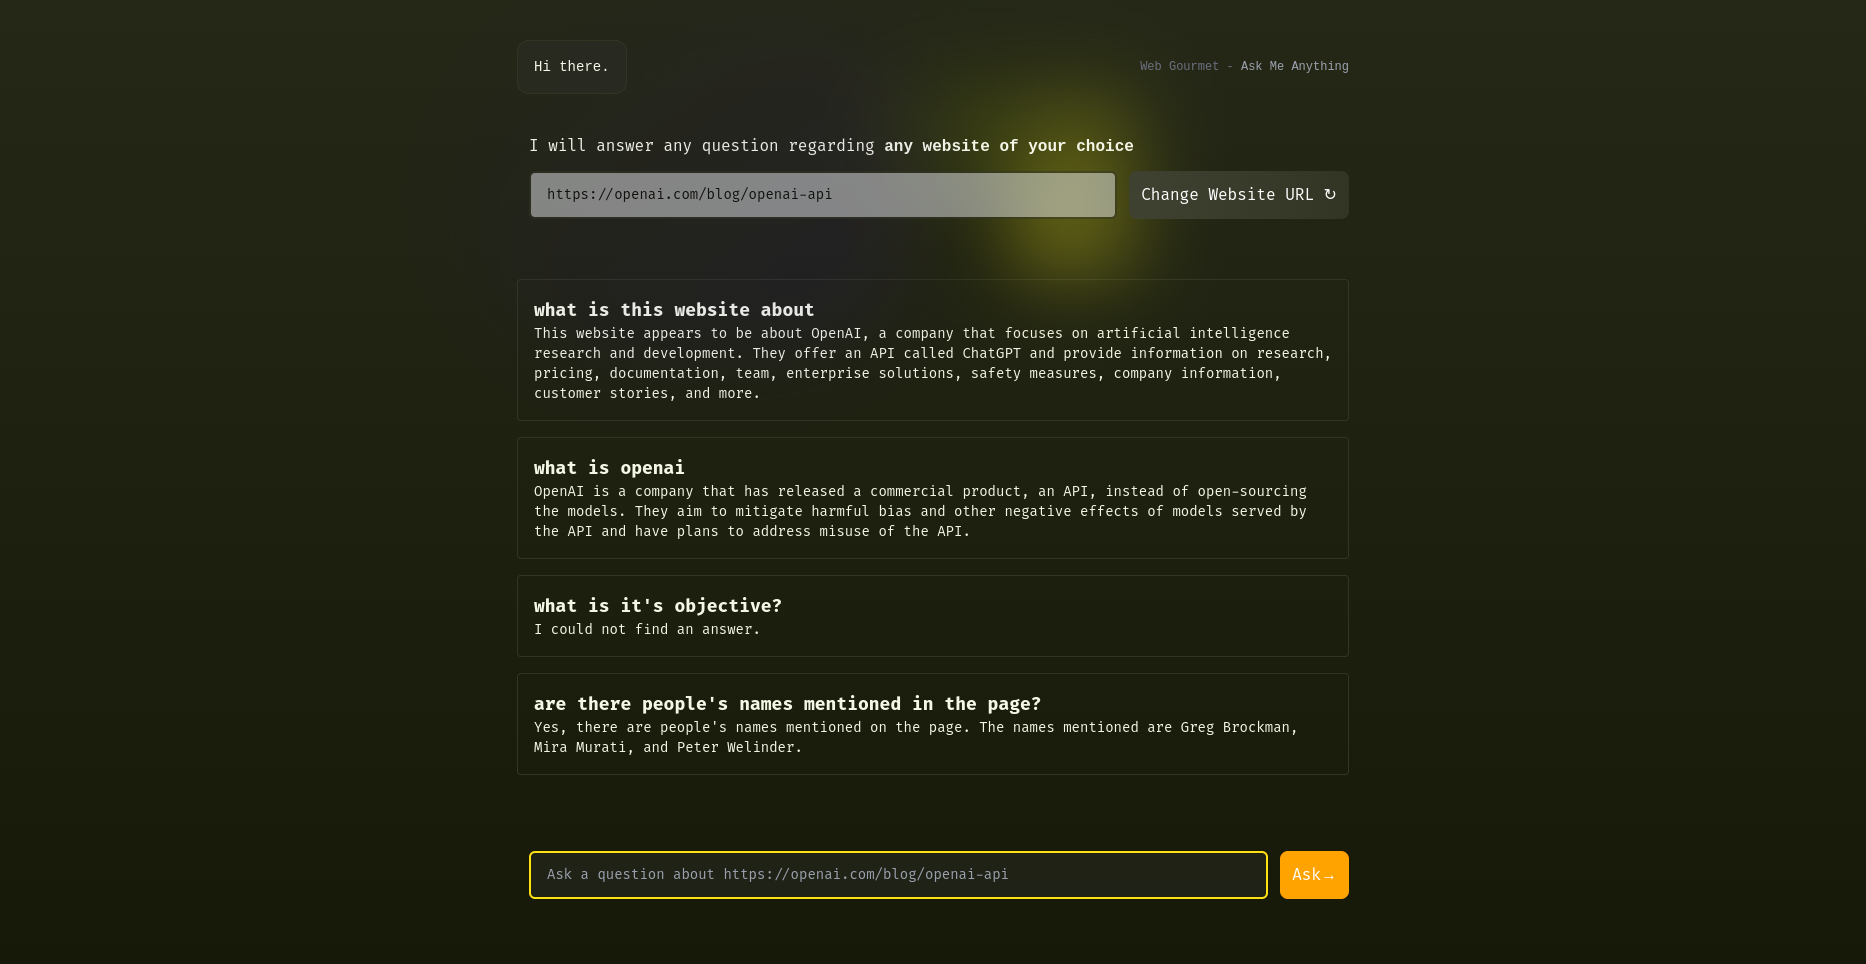 Hi there.
Web Gourmet - Ask Me Anything
I will answer any question regarding any website of your choice
https://openai.com/blog/openai-api
Change Website URL ↻
what is this website about
This website appears to be about OpenAI, a company that focuses on artificial intelligence
research and development. They offer an API called ChatGPT and provide information on research,
pricing, documentation, team, enterprise solutions, safety measures, company information,
customer stories, and more.
what is openai
OpenAI is a company that has released a commercial product, an API, instead of open-sourcing
the models. They aim to mitigate harmful bias and other negative effects of models served by
the API and have plans to address misuse of the API.
what is it's objective?
I could not find an answer.
are there people's names mentioned in the page?
Yes, there are people's names mentioned on the page. The names mentioned are Greg Brockman,
Mira Murati, and Peter Welinder.
Ask a question about https://openai.com/blog/openai-api
Ask→